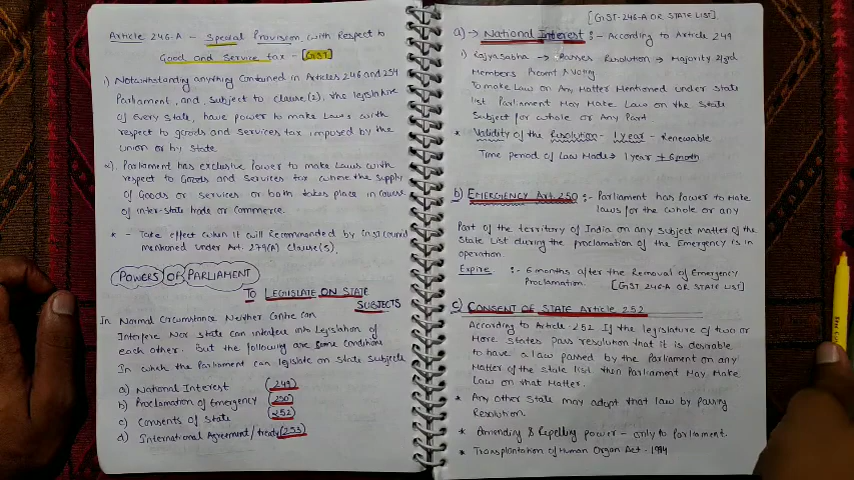 Article 246-A - Special Provision with Respect to
Good and Service tax - [GST]
1) Notwithstanding anything contained in Articles 246 and 254
Parliament, and, subject to clause(2), the legislative
of every state, have power to make Laws with
respect to goods and services tax imposed by the
Union or by State.
2). Parliament has exclusive Power to make Laws with
respect to Goods and Services tax where the supply
of Goods or services or both takes place in course
of inter-state trade or Commerce.
* - Take effect when it will Recommended by GST Council
mentioned under Art. 279(A) Clause(5).
POWERS OF PARLIAMENT
TO LEGISLATE ON STATE
SUBJECTS
In Normal Circumstance Neither Centre can
Interfere Nor State can interfere into Legislation of
each other. But the following are Some conditions
In which the Parliament can legislate on State Subjects
a) National Interest (249)
b) Proclamation of Emergency (250)
c) Consents of State (252)
d) International Agreement/treaty (253)
[GST-246-A OR STATE LIST]
a) → National Interest :- According to Article 249
1) Rajyasabha → Passes Resolution → Majority 2/3rd
Members Present & Voting
To make Law on Any Matter Mentioned under state
list Parliament May Make Law on the State
Subject for whole or Any Part
* Validity of the Resolution - 1 year - Renewable
Time period of Law Made → 1 year + 6 month
b) EMERGENCY Art. 250 :- Parliament has Power to Make
laws for the whole or any
Part of the territory of India on any subject matter of the
State List during the proclamation of the Emergency is in
operation.
Expire :- 6 months after the Removal of Emergency
Proclamation. [GST 246-A OR STATE LIST]
C) CONSENT OF STATE Article 252
According to Article 252 If the legislature of two or
More States pass resolution that it is desirable
to have a law passed by the Parliament on any
Matter of the state list then Parliament May Make
Law on that Matter.
* Any other State may adopt that law by Passing
Resolution.
* Amending & Repelling power - only to Parliament.
* Transplantation of Human Organ Act - 1994